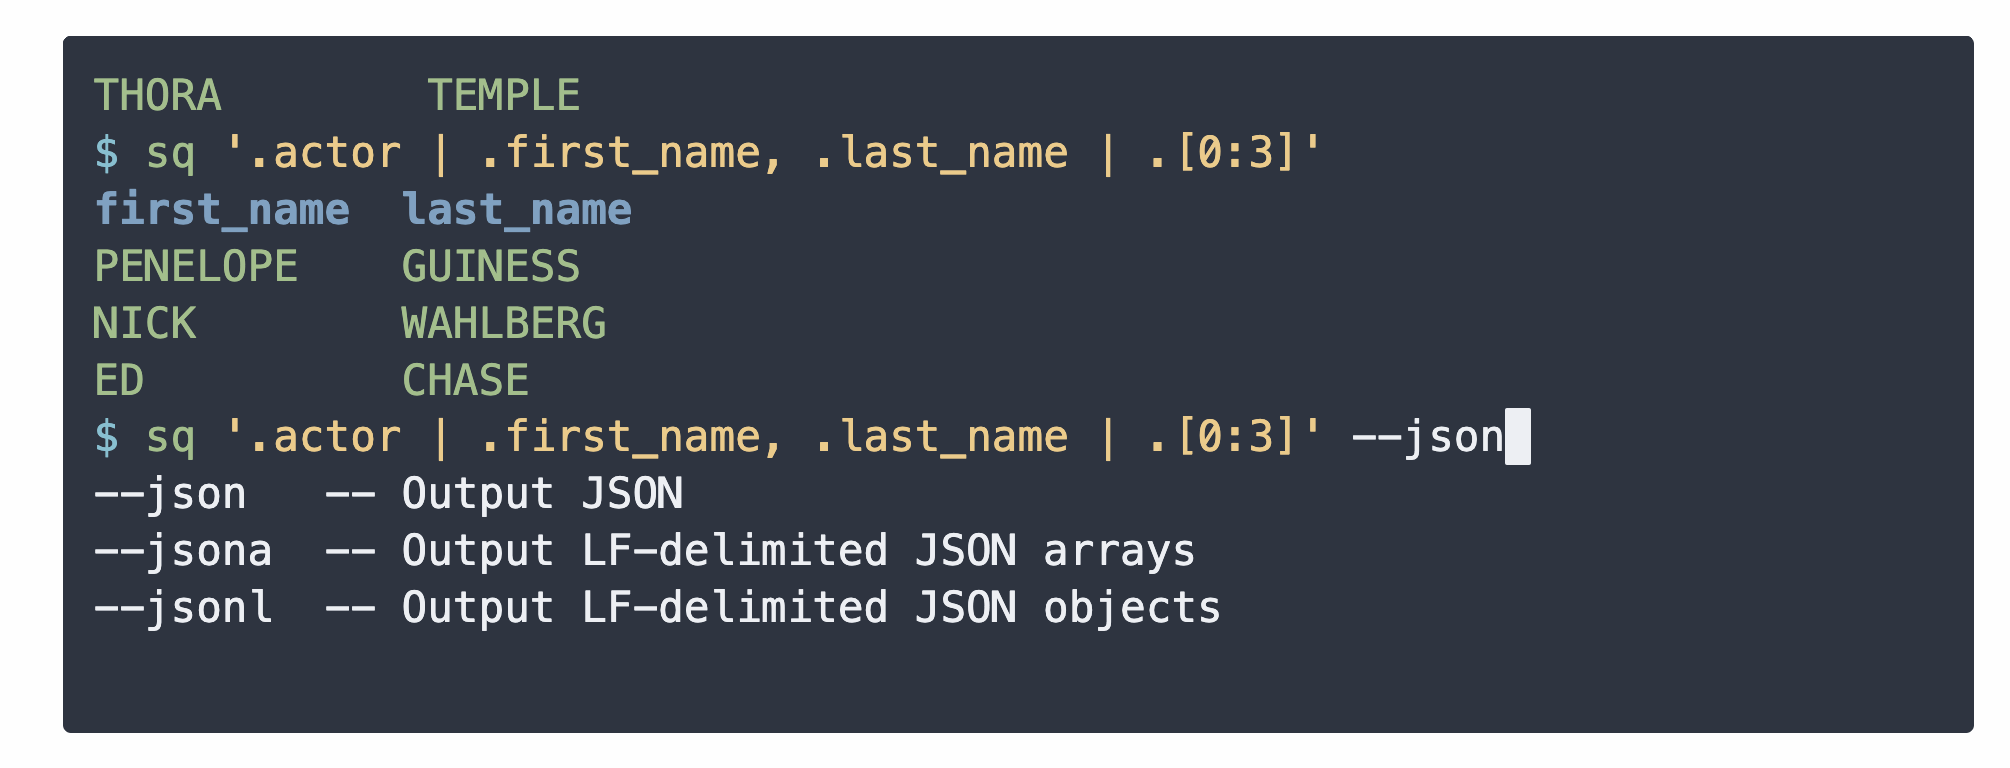 THORA        TEMPLE
$ sq '.actor | .first_name, .last_name | .[0:3]'
first_name  last_name
PENELOPE    GUINESS
NICK        WAHLBERG
ED          CHASE
$ sq '.actor | .first_name, .last_name | .[0:3]' --json
--json   -- Output JSON
--jsona  -- Output LF-delimited JSON arrays
--jsonl  -- Output LF-delimited JSON objects